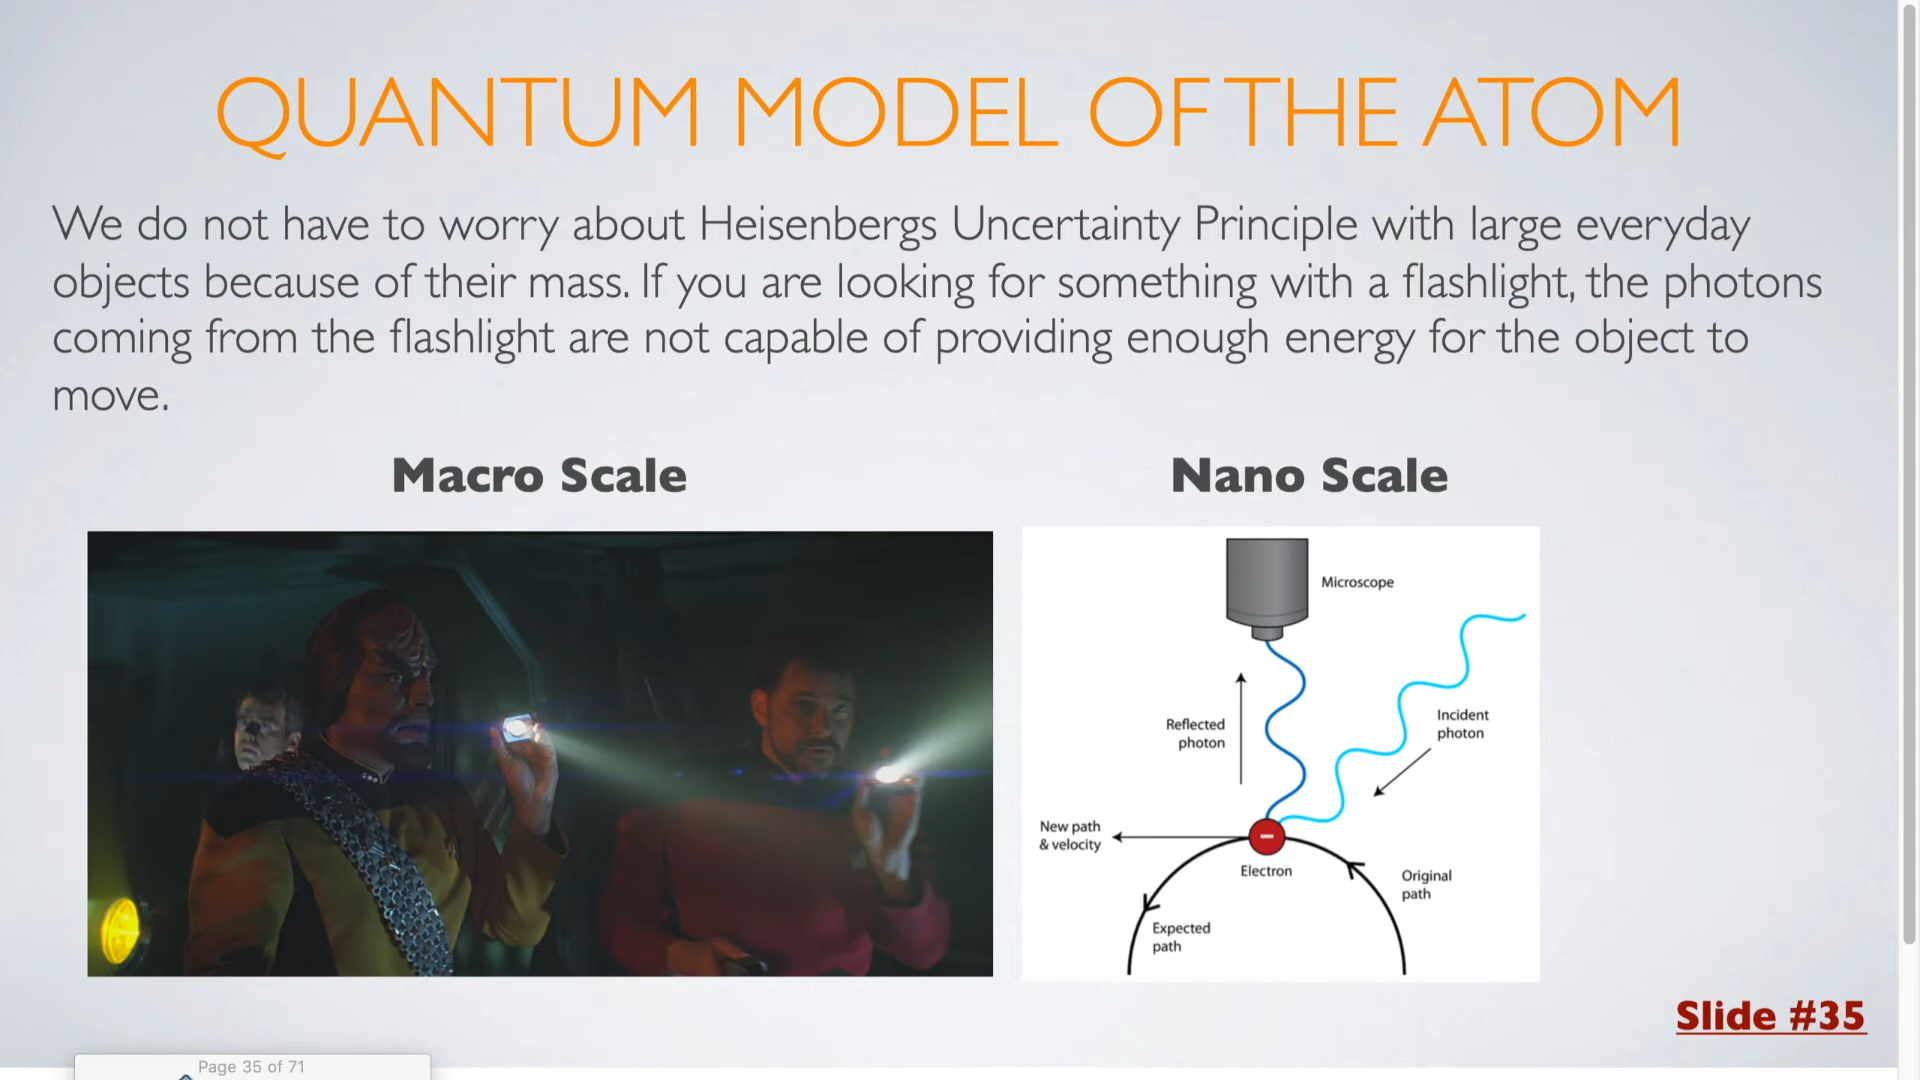 QUANTUM MODEL OF THE ATOM
We do not have to worry about Heisenbergs Uncertainty Principle with large everyday
objects because of their mass. If you are looking for something with a flashlight, the photons
coming from the flashlight are not capable of providing enough energy for the object to
move.
Macro Scale
Nano Scale
Microscope
Reflected
photon
Incident
photon
New path
& velocity
Electron
Original
path
Expected
path
Slide #35
Page 35 of 71